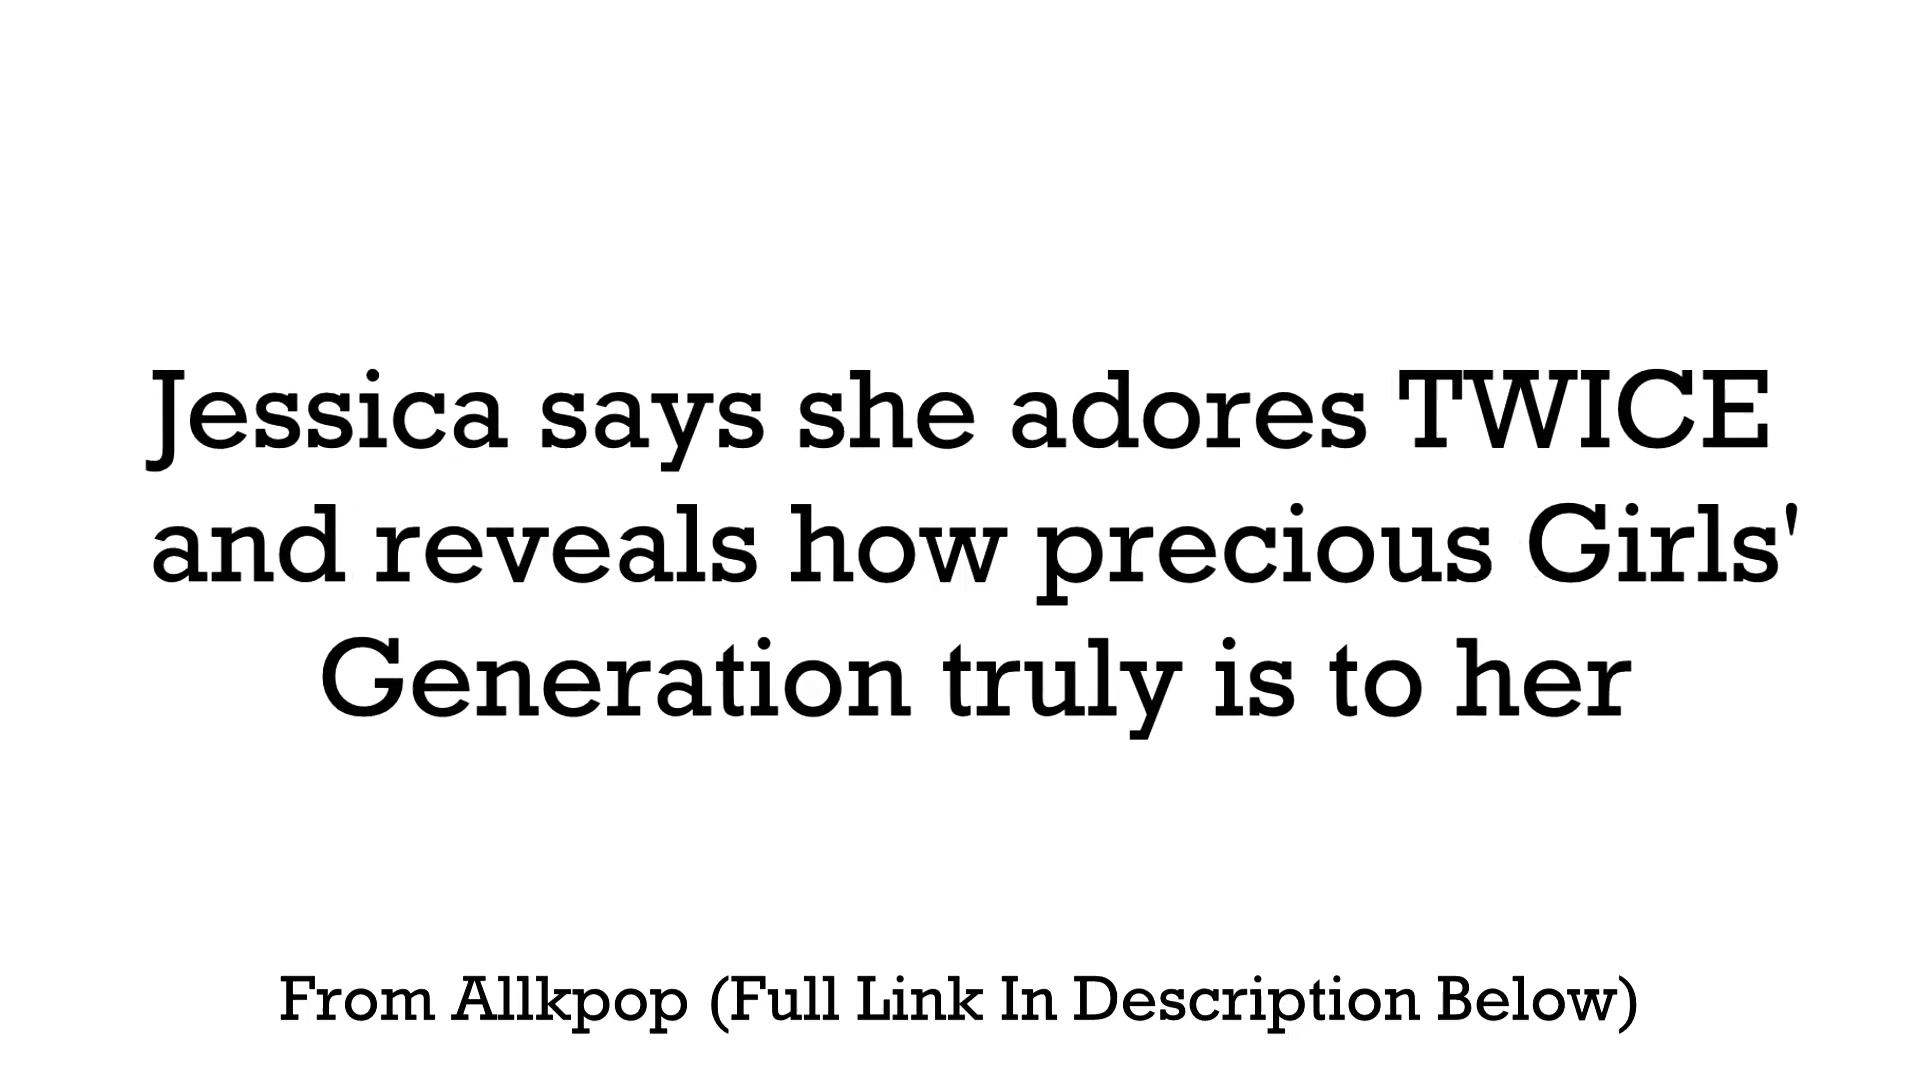 Jessica says she adores TWICE
and reveals how precious Girls'
Generation truly is to her
From Allkpop (Full Link In Description Below)